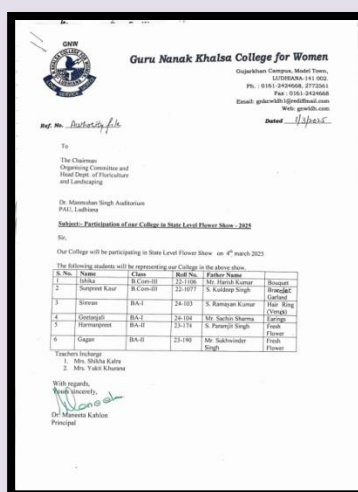 GNW
Guru Nanak Khalsa College for Women
Gujarkhan Campus, Model Town,
LUDHIANA-141 002.
Ph. : 0161-2424668, 2772561
Fax : 0161-2424668
Web: gnwldh.com
Ref. No. Authority file
Dated 1/3/2025
To
The Chairman
Organising Committee and
Head Dept. of Floriculture
and Landscaping
Dr. Manmohan Singh Auditorium
PAU, Ludhiana
Subject:- Participation of our College in State Level Flower Show - 2025
Sir,
Our College will be participating in State Level Flower Show on 4th march 2025
The following students will be representing our College in the above show.
S. No. Name Class Roll No. Father Name
1 Ishika B.Com-III 22-1106 Mr. Harish Kumar Bouquet
2 Sunpreet Kaur B.Com-III 22-1077 S. Kuldeep Singh Bracelet
Garland
3 Simran BA-I 24-103 S. Ramayan Kumar Hair Ring
(Venga)
4 Geetanjali BA-I 24-104 Mr. Sachin Sharma Earings
5 Harmanpreet BA-II 23-174 S. Paramjit Singh Fresh
Flower
6 Gagan BA-II 23-190 Mr. Sukhwinder Fresh
Singh Flower
Teachers Incharge
1. Mrs. Shikha Kalra
2. Mrs. Yukti Khurana
With regards,
Yours sincerely,
Dr. Maneeta Kahlon
Principal